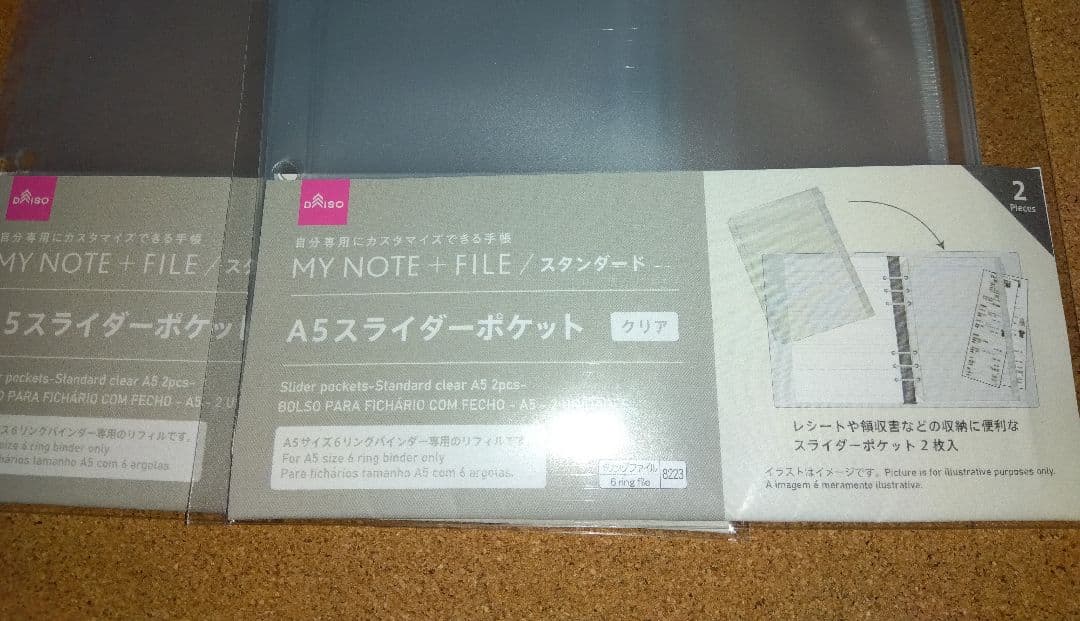 DAISO
自分専用にカスタマイズできる手帳
MY NOTE + FILE / ス
5スライダーポケッ
pockets-Standard clear A5 2pcs-
PARA FICHÁRIO COM FECHO - A5 - 2
6リングバインダー専用のリフィルです。
size 6 ring binder only
tamanho A5 com 6 argolas.
DAISO
自分専用にカスタマイズできる手帳
MY NOTE + FILE / スタンダード
A5スライダーポケット クリア
Slider pockets-Standard clear A5 2pcs-
BOLSO PARA FICHÁRIO COM FECHO - A5 -
A5サイズ6リングバインダー専用のリフィルです。
For A5 size 6 ring binder only
Para fichários tamanho A5 com 6 argolas.
6リングファイル
6 ring file
8223
2
Pieces
レシートや領収書などの収納に便利な
スライダーポケット2枚入
イラストはイメージです。Picture is for illustrative purposes only.
A imagem é meramente ilustrativa.